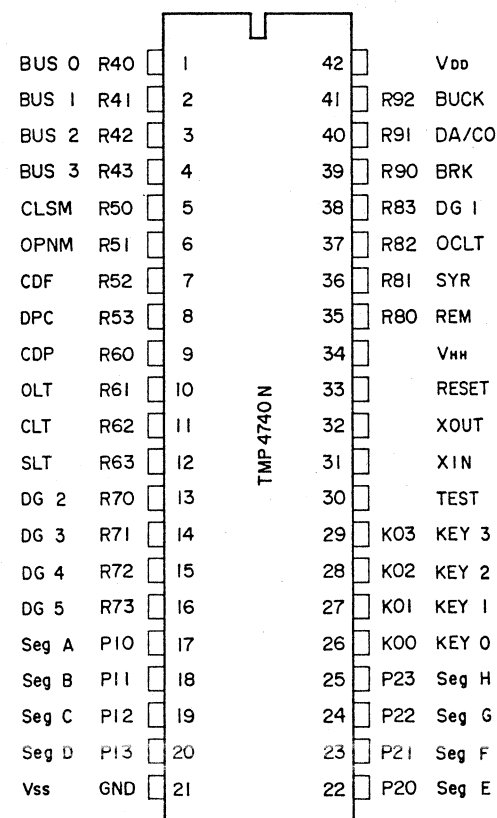 BUS 0 R40 1 42 VDD
BUS 1 R41 2 41 R92 BUCK
BUS 2 R42 3 40 R91 DA/CO
BUS 3 R43 4 39 R90 BRK
CLSM R50 5 38 R83 DG 1
OPNM R51 6 37 R82 OCLT
CDF R52 7 36 R81 SYR
DPC R53 8 35 R80 REM
CDP R60 9 34 VHH
OLT R61 10 33 RESET
CLT R62 11 32 XOUT
SLT R63 12 31 XIN
DG 2 R70 13 30 TEST
DG 3 R71 14 29 K03 KEY 3
DG 4 R72 15 28 K02 KEY 2
DG 5 R73 16 27 K01 KEY 1
Seg A P10 17 26 K00 KEY 0
Seg B P11 18 25 P23 Seg H
Seg C P12 19 24 P22 Seg G
Seg D P13 20 23 P21 Seg F
Vss GND 21 22 P20 Seg E
TMP4740N